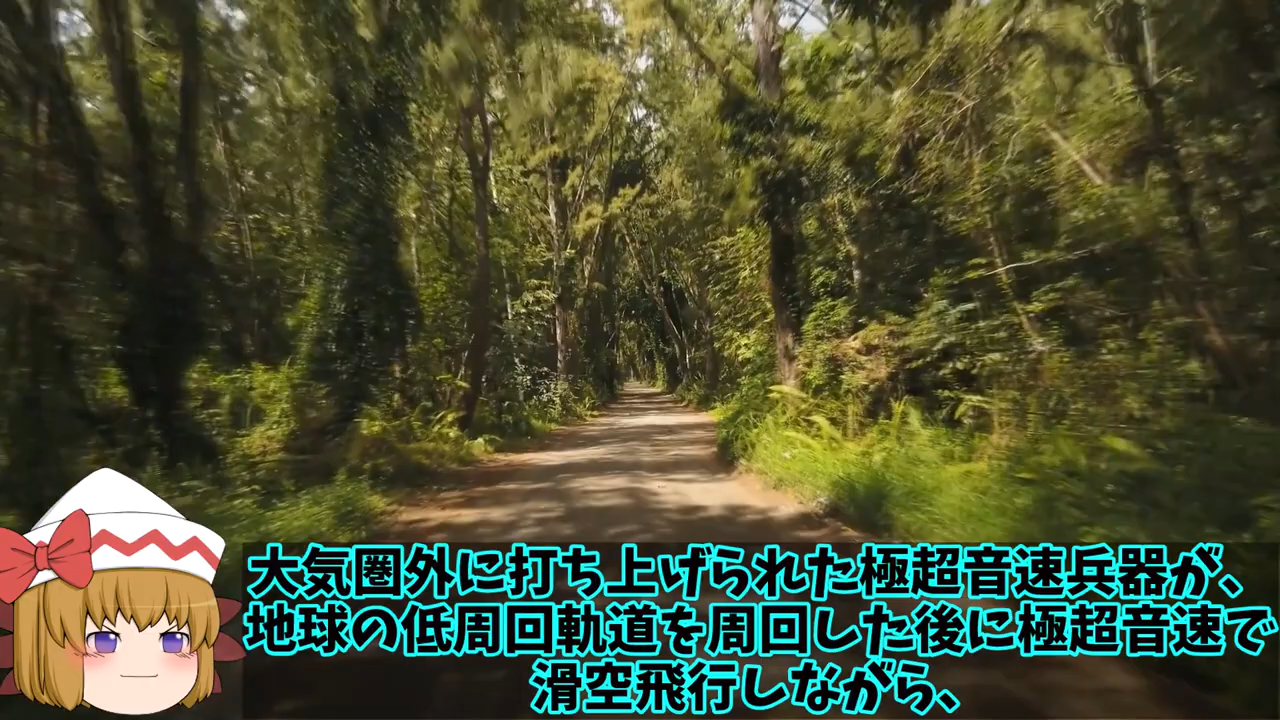 大気圏外に打ち上げられた極超音速兵器が、
地球の低周回軌道を周回した後に極超音速で
滑空飛行しながら、